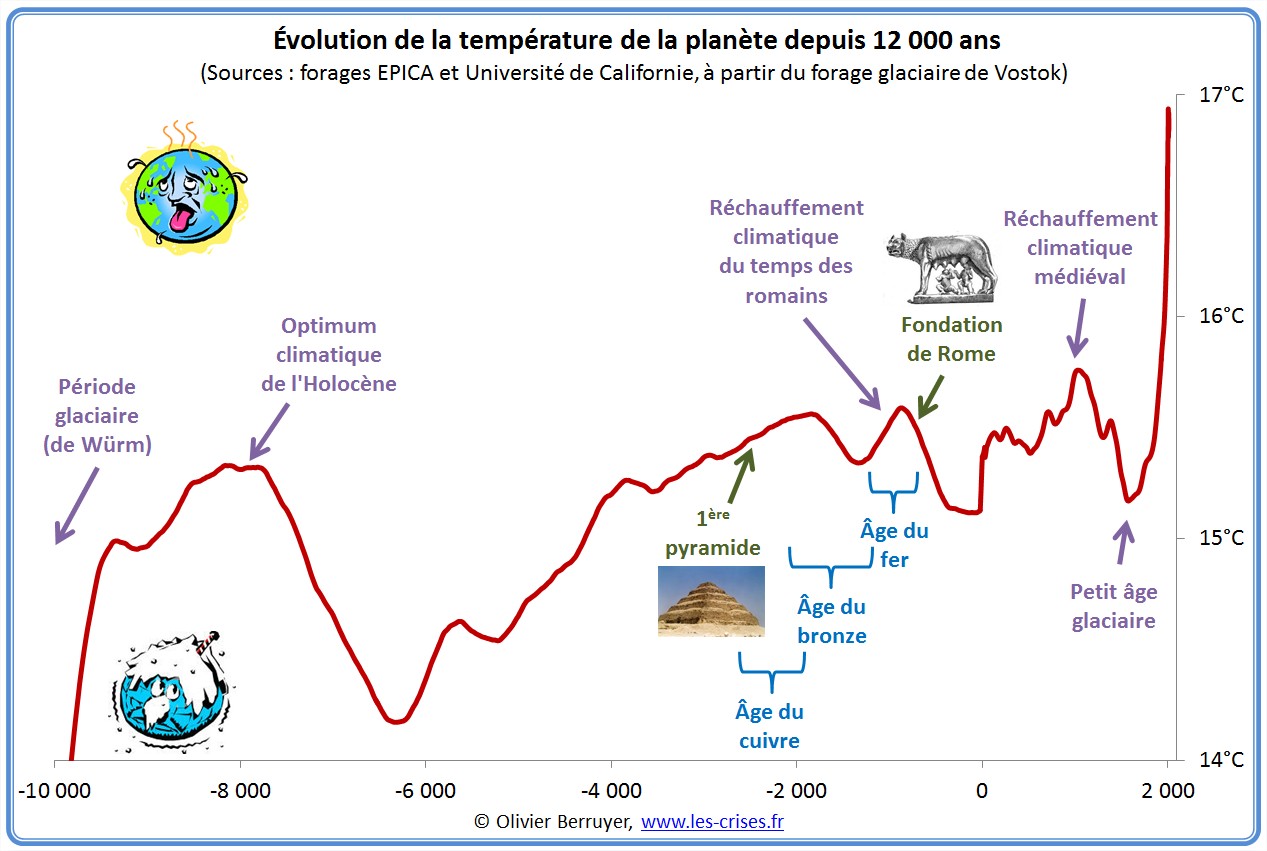 Évolution de la température de la planète depuis 12 000 ans
(Sources : forages EPICA et Université de Californie, à partir du forage glaciaire de Vostok)
17°C
16°C
15°C
14°C
Période
glaciaire
(de Würm)
Optimum
climatique
de l'Holocène
Réchauffement
climatique
du temps des
romains
Fondation
de Rome
Réchauffement
climatique
médiéval
1ère
pyramide
Âge du
fer
Âge du
bronze
Âge du
cuivre
Petit âge
glaciaire
-10 000 -8 000 -6 000 -4 000 -2 000 0 2 000
© Olivier Berruyer, www.les-crises.fr